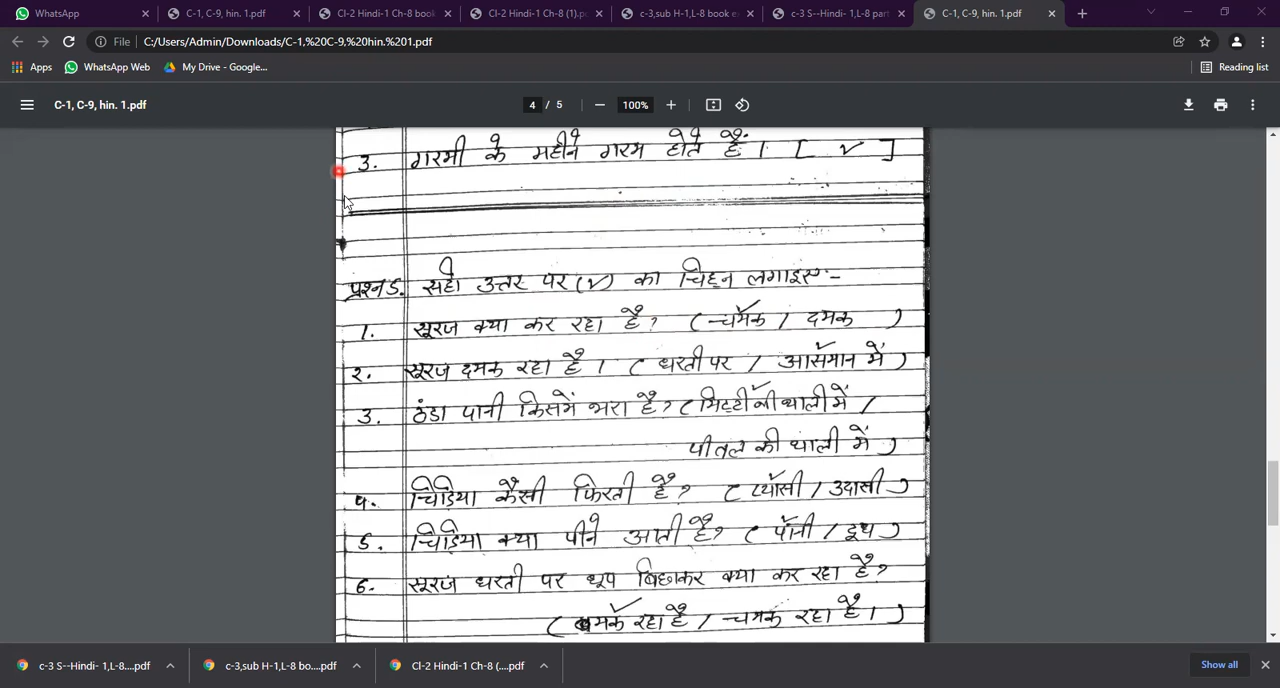 WhatsApp
C-1, C-9, hin. 1.pdf
Cl-2 Hindi-1 Ch-8 book
Cl-2 Hindi-1 Ch-8 (1).pdf
c-3,sub H-1,L-8 book e
c-3 S--Hindi- 1,L-8 part
C-1, C-9, hin. 1.pdf
File C:/Users/Admin/Downloads/C-1,%20C-9,%20hin.%201.pdf
Apps WhatsApp Web My Drive - Google... Reading list
C-1, C-9, hin. 1.pdf 4 / 5 100%
3. गरमी के महीने गरम होते हैं। [ ✓ ]
प्रश्न5. सही उत्तर पर (✓) का चिह्न लगाइए:-
1. सूरज क्या कर रहा है? ( चमक / दमक )
2. सूरज दमक रहा है। ( धरती पर / आसमान में )
3. ठंडा पानी किसमें भरा है? ( मिट्टी की थाली में /
पीतल की थाली में )
4. चिड़िया कैसी फिरती है? ( प्यासी / उदासी )
5. चिड़िया क्या पीने आती है? ( पानी / दूध )
6. सूरज धरती पर धूप बिछाकर क्या कर रहा है?
( दमक रहा है / चमक रहा है। )
c-3 S--Hindi- 1,L-8....pdf
c-3,sub H-1,L-8 bo....pdf
Cl-2 Hindi-1 Ch-8 (....pdf
Show all